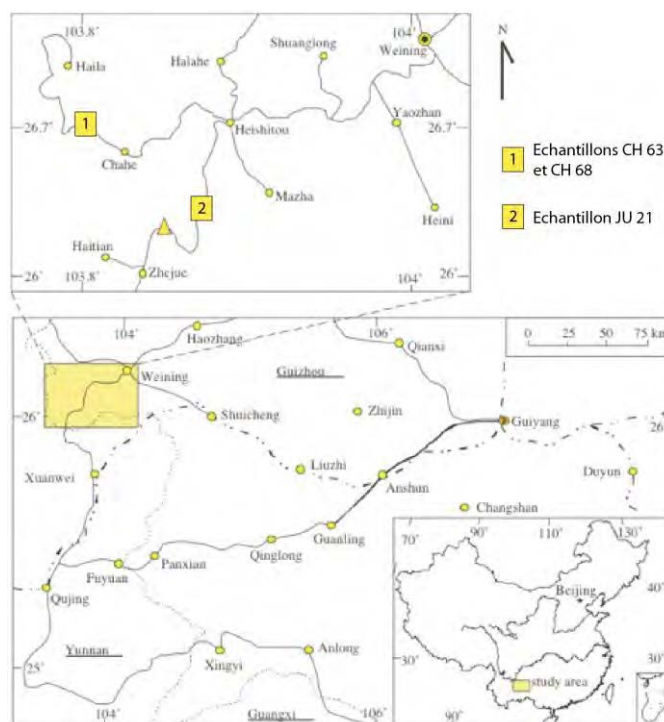 103.8'
104'
Shuanglong
Weining
Haila
Halahe
N
26.7'
Heishitou
Yaozhan
26.7'
1
Chahe
1 Echantillons CH 63
et CH 68
Mazha
2
Heini
2 Echantillon JU 21
Haitian
Zhejue
26'
103.8'
104'
26'
104'
Haozhang
106'
Qianxi
0 25 50 75 km
Weining
Guizhou
26'
Shuicheng
Zhijin
Guiyang
26'
Xuanwei
Liuzhi
Anshun
Duyun
Changshan
Guanling
Qinglong
Panxian
Fuyuan
Qujing
70'
90'
100'
110'
130'
Beijing
40'
Yunnan
25'
Xingyi
Anlong
30'
30'
study area
104'
Guangxi
106'
90'